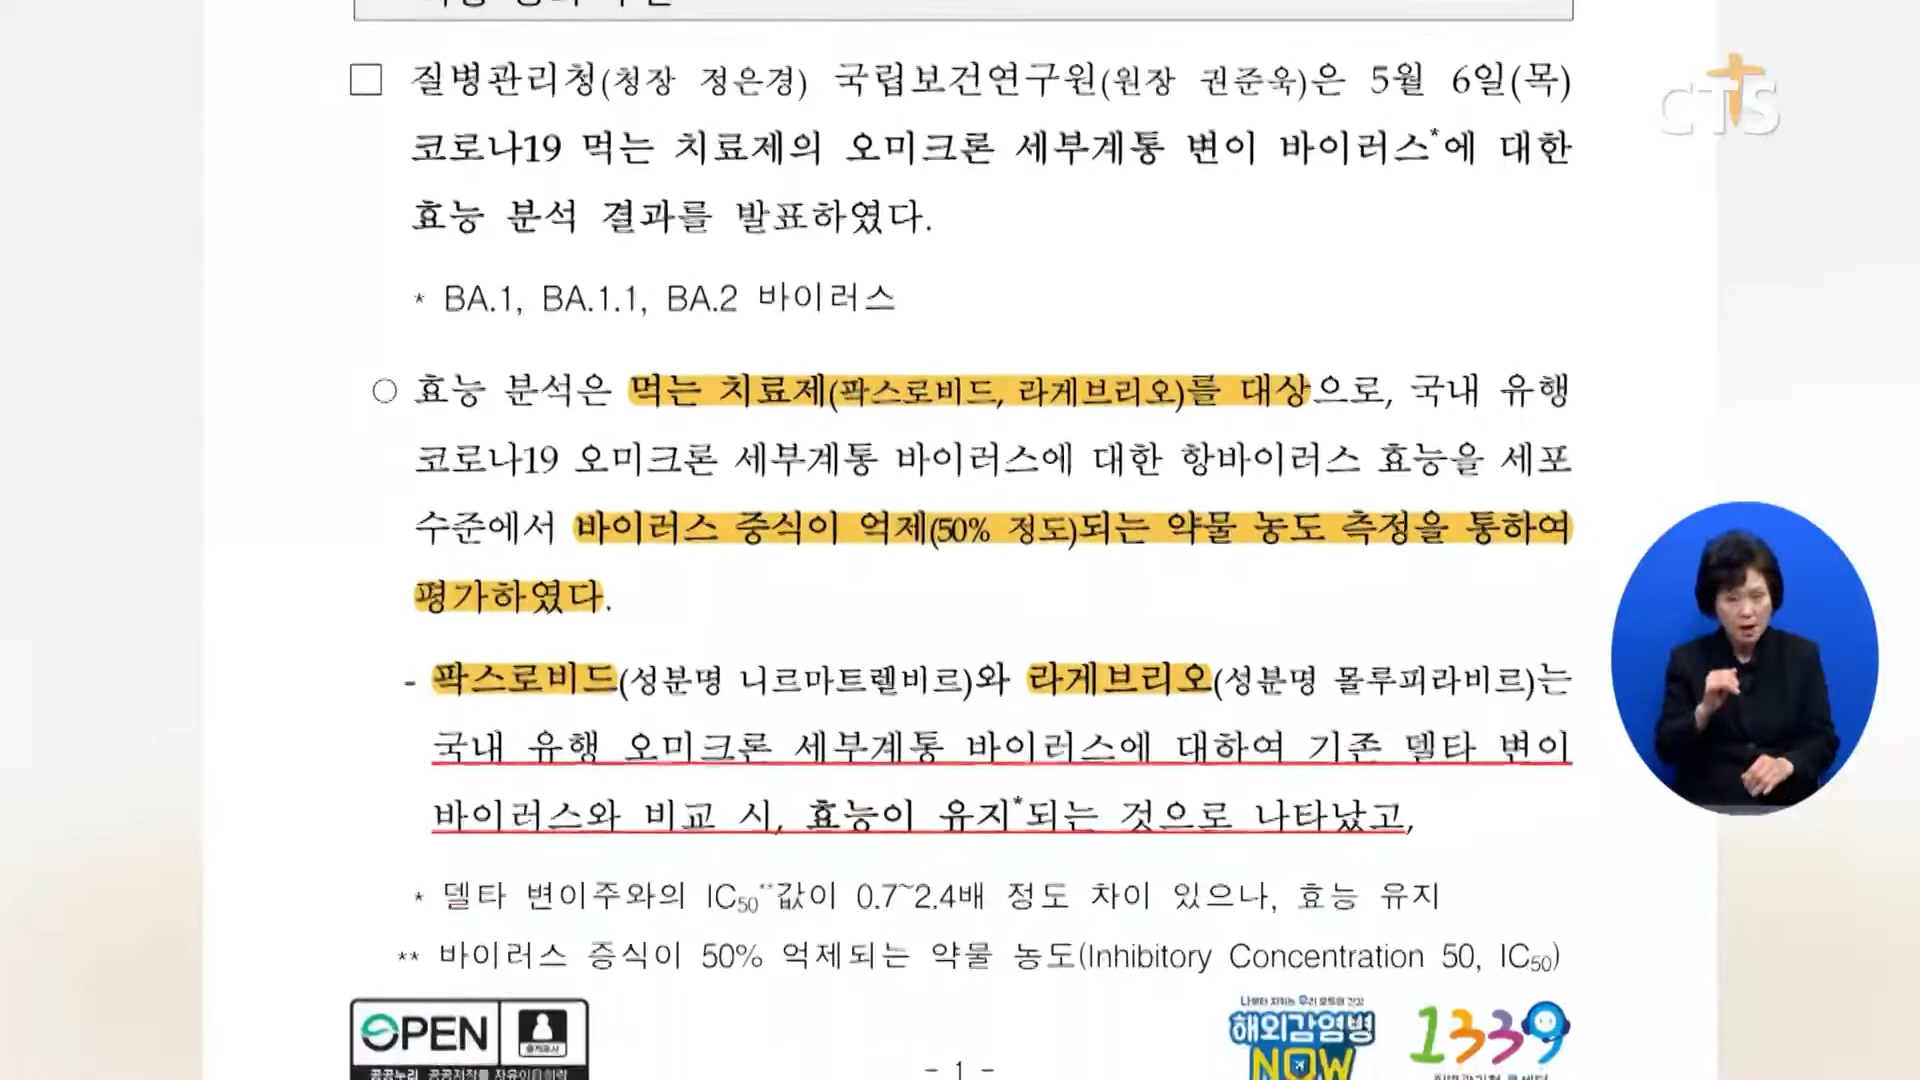 CTS
□ 질병관리청(청장 정은경) 국립보건연구원(원장 권준욱)은 5월 6일(목)
코로나19 먹는 치료제의 오미크론 세부계통 변이 바이러스*에 대한
효능 분석 결과를 발표하였다.
* BA.1, BA.1.1, BA.2 바이러스
○ 효능 분석은 먹는 치료제(팍스로비드, 라게브리오)를 대상으로, 국내 유행
코로나19 오미크론 세부계통 바이러스에 대한 항바이러스 효능을 세포
수준에서 바이러스 증식이 억제(50% 정도)되는 약물 농도 측정을 통하여
평가하였다.
- 팍스로비드(성분명 니르마트렐비르)와 라게브리오(성분명 몰루피라비르)는
국내 유행 오미크론 세부계통 바이러스에 대하여 기존 델타 변이
바이러스와 비교 시, 효능이 유지*되는 것으로 나타났고,
* 델타 변이주와의 IC50**값이 0.7~2.4배 정도 차이 있으나, 효능 유지
** 바이러스 증식이 50% 억제되는 약물 농도(Inhibitory Concentration 50, IC50)
OPEN
출처표시
- 1 -
해외감염병
NOW
1339